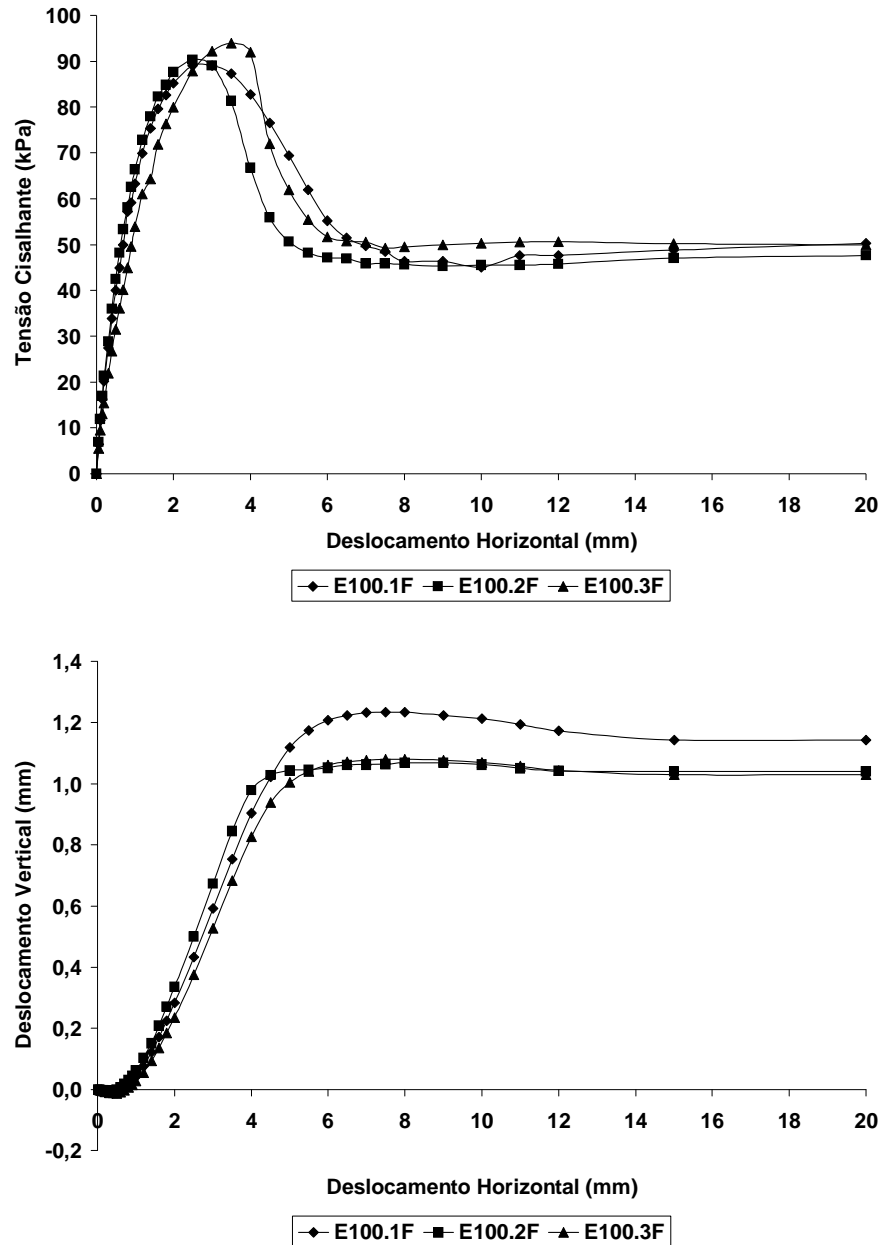 100
90
80
70
60
50
40
30
20
10
0
Tensão Cisalhante (kPa)
0 2 4 6 8 10 12 14 16 18 20
Deslocamento Horizontal (mm)
E100.1F E100.2F E100.3F
1,4
1,2
1,0
0,8
0,6
0,4
0,2
0,0
-0,2
Deslocamento Vertical (mm)
0 2 4 6 8 10 12 14 16 18 20
Deslocamento Horizontal (mm)
E100.1F E100.2F E100.3F